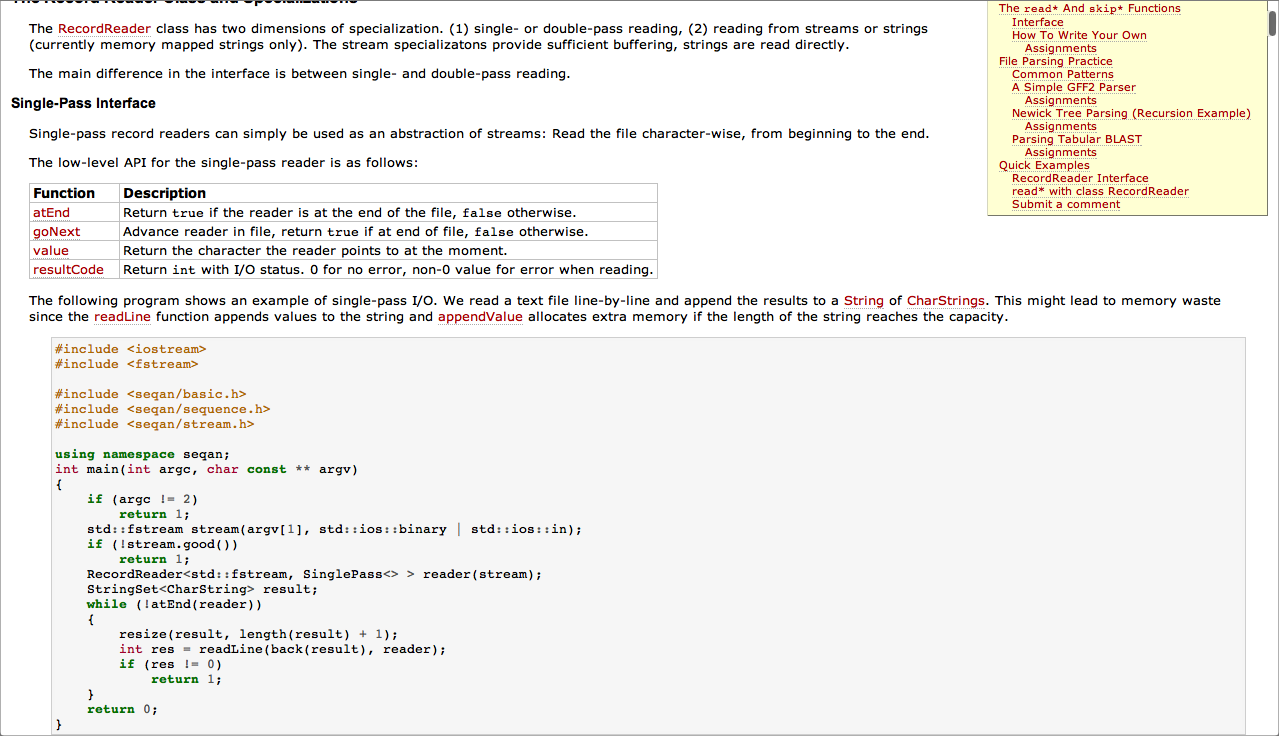 The Record Reader Class and Specializations
The RecordReader class has two dimensions of specialization. (1) single- or double-pass reading, (2) reading from streams or strings
(currently memory mapped strings only). The stream specializatons provide sufficient buffering, strings are read directly.
The main difference in the interface is between single- and double-pass reading.
Single-Pass Interface
Single-pass record readers can simply be used as an abstraction of streams: Read the file character-wise, from beginning to the end.
The low-level API for the single-pass reader is as follows:
Function Description
atEnd Return true if the reader is at the end of the file, false otherwise.
goNext Advance reader in file, return true if at end of file, false otherwise.
value Return the character the reader points to at the moment.
resultCode Return int with I/O status. 0 for no error, non-0 value for error when reading.
The following program shows an example of single-pass I/O. We read a text file line-by-line and append the results to a String of CharStrings. This might lead to memory waste
since the readLine function appends values to the string and appendValue allocates extra memory if the length of the string reaches the capacity.
#include <iostream>
#include <fstream>
#include <seqan/basic.h>
#include <seqan/sequence.h>
#include <seqan/stream.h>
using namespace seqan;
int main(int argc, char const ** argv)
{
    if (argc != 2)
        return 1;
    std::fstream stream(argv[1], std::ios::binary | std::ios::in);
    if (!stream.good())
        return 1;
    RecordReader<std::fstream, SinglePass<> > reader(stream);
    StringSet<CharString> result;
    while (!atEnd(reader))
    {
        resize(result, length(result) + 1);
        int res = readLine(back(result), reader);
        if (res != 0)
            return 1;
    }
    return 0;
}
The read* And skip* Functions
Interface
How To Write Your Own
Assignments
File Parsing Practice
Common Patterns
A Simple GFF2 Parser
Assignments
Newick Tree Parsing (Recursion Example)
Assignments
Parsing Tabular BLAST
Assignments
Quick Examples
RecordReader Interface
read* with class RecordReader
Submit a comment